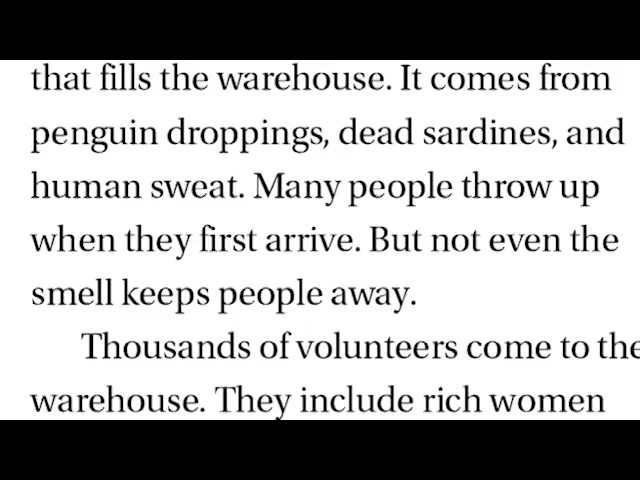 that fills the warehouse. It comes from
penguin droppings, dead sardines, and
human sweat. Many people throw up
when they first arrive. But not even the
smell keeps people away.
Thousands of volunteers come to the
warehouse. They include rich women